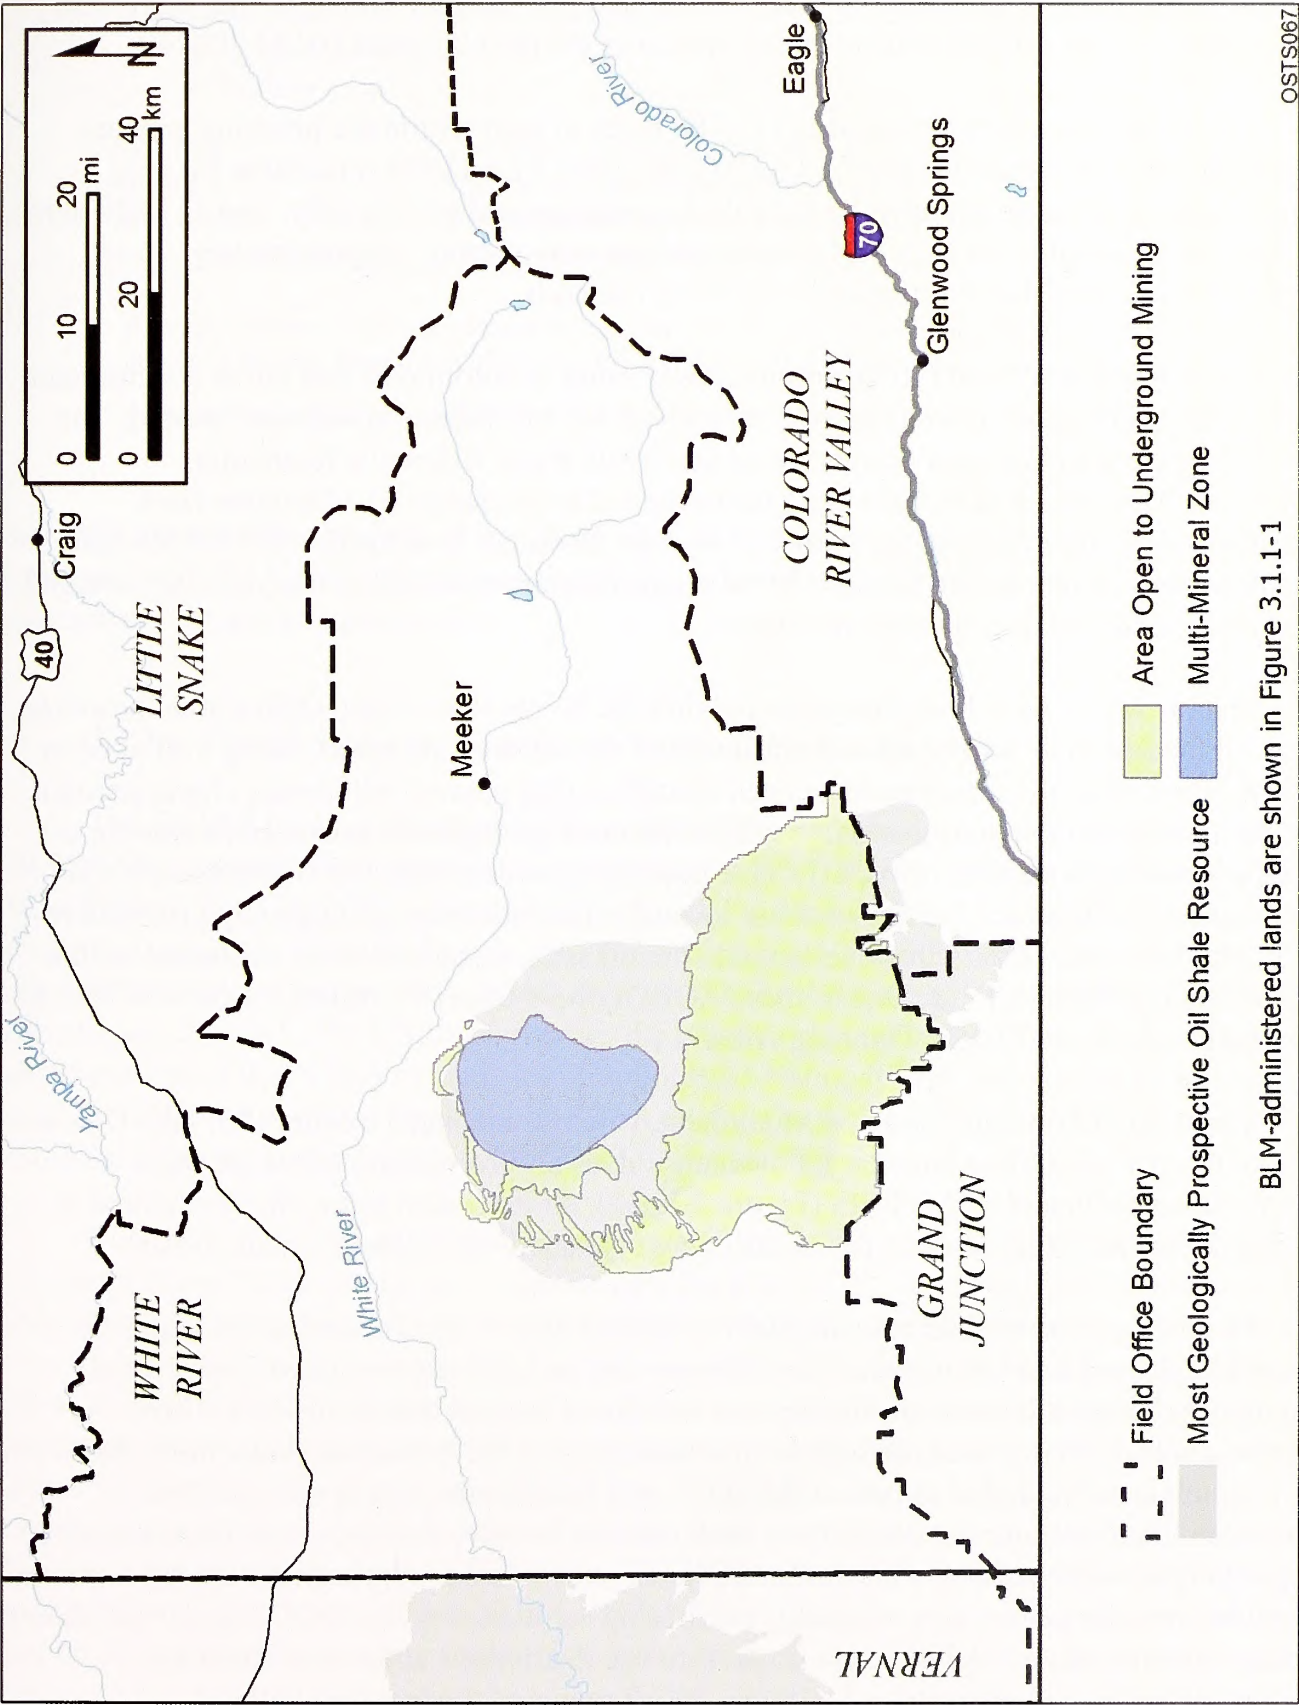 Yampa River
40
Craig
LITTLE
SNAKE
0 10 20 mi
0 20 40 km
N
WHITE
RIVER
White River
Meeker
Colorado River
COLORADO
RIVER VALLEY
Eagle
70
Glenwood Springs
GRAND
JUNCTION
VERNAL
Field Office Boundary
Area Open to Underground Mining
Most Geologically Prospective Oil Shale Resource
Multi-Mineral Zone
BLM-administered lands are shown in Figure 3.1.1-1
OSTS067